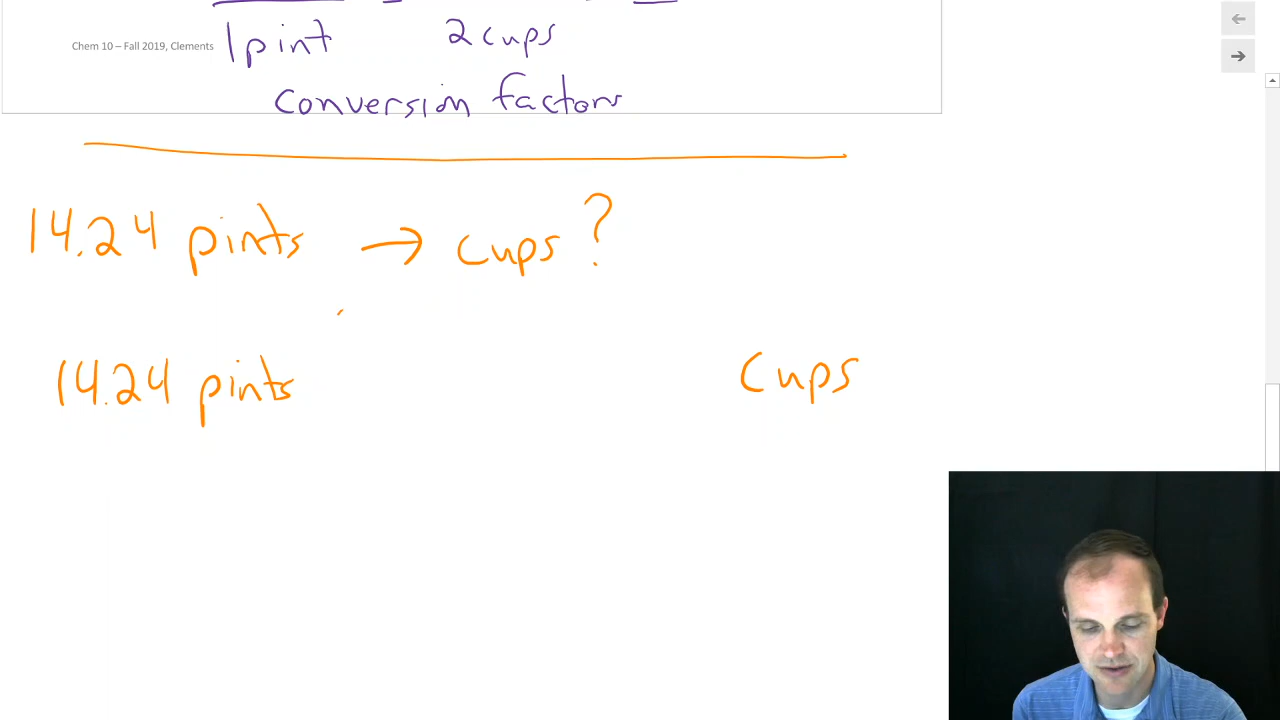 1 pint 2 cups
Chem 10 – Fall 2019, Clements
conversion factors
14.24 pints → cups ?
14.24 pints cups